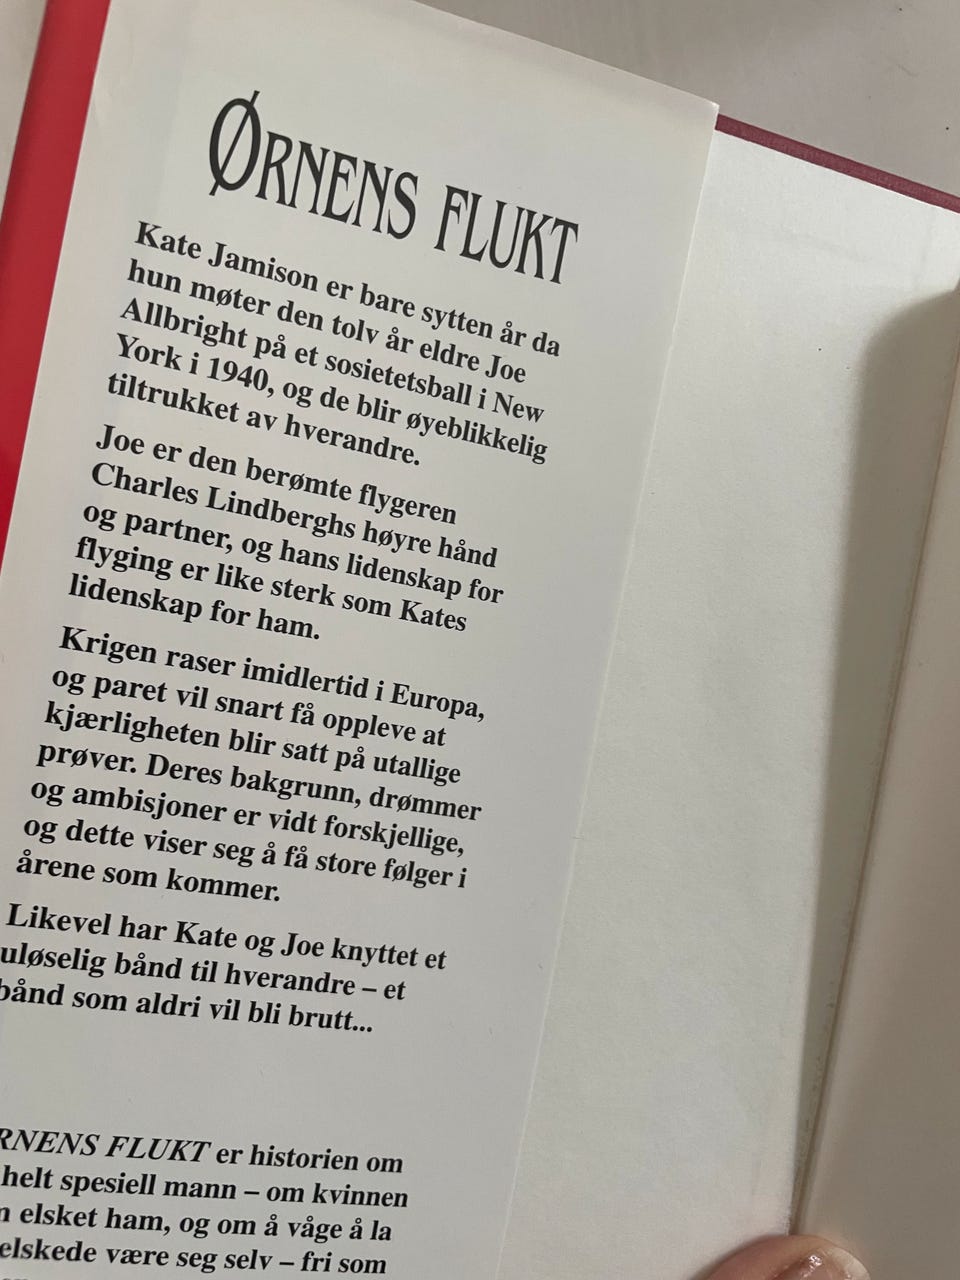 ØRNENS FLUKT
Kate Jamison er bare sytten år da
hun møter den tolv år eldre Joe
Allbright på et sosietetsball i New
York i 1940, og de blir øyeblikkelig
tiltrukket av hverandre.
Joe er den berømte flygeren
Charles Lindberghs høyre hånd
og partner, og hans lidenskap for
flyging er like sterk som Kates
lidenskap for ham.
Krigen raser imidlertid i Europa,
og paret vil snart få oppleve at
kjærligheten blir satt på utallige
prøver. Deres bakgrunn, drømmer
og ambisjoner er vidt forskjellige,
og dette viser seg å få store følger i
årene som kommer.
Likevel har Kate og Joe knyttet et
uløselig bånd til hverandre – et
bånd som aldri vil bli brutt...
RNENS FLUKT er historien om
helt spesiell mann – om kvinnen
elsket ham, og om å våge å la
elskede være seg selv – fri som